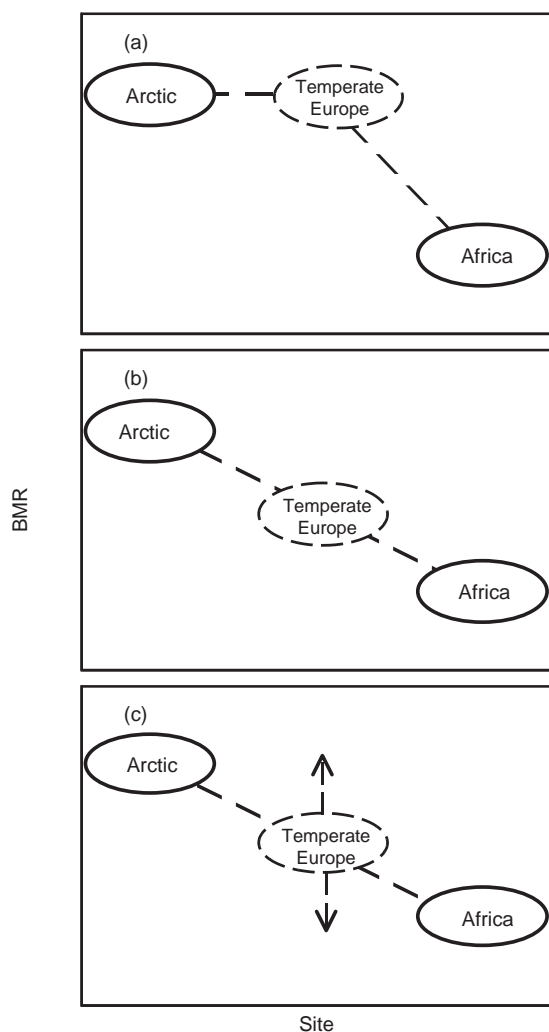 (a)
Arctic
Temperate
Europe
Africa
(b)
Arctic
Temperate
Europe
Africa
BMR
(c)
Arctic
Temperate
Europe
Africa
Site